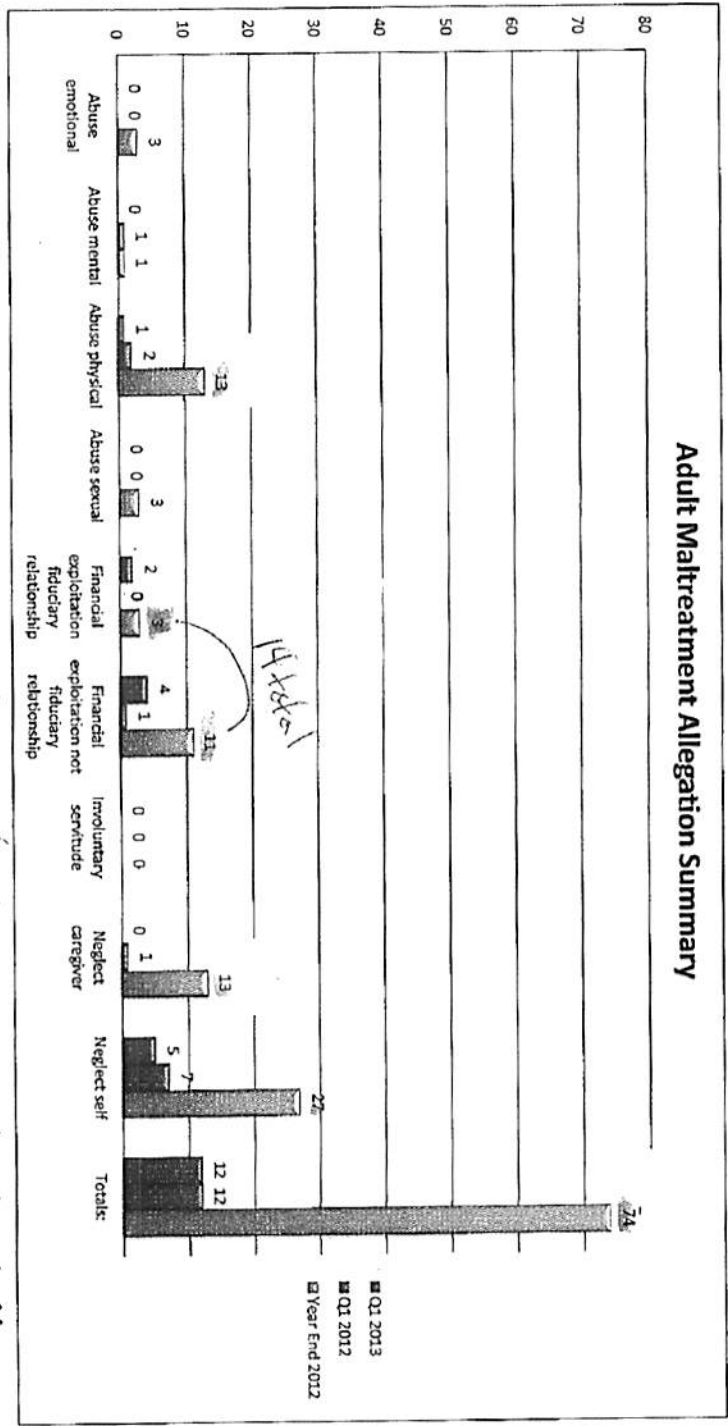 Adult Maltreatment Allegation Summary
80
70
60
50
40
30
20
10
0
0 0 3
0 1 1
1 2 13
0 0 3
2 0 3
4 1 11
0 0 0
0 1 13
5 7 27
12 12 74
14 total
Abuse emotional
Abuse mental
Abuse physical
Abuse sexual
Financial exploitation fiduciary relationship
Financial exploitation not fiduciary relationship
Involuntary servitude
Neglect caregiver
Neglect self
Totals:
Q1 2013
Q1 2012
Year End 2012